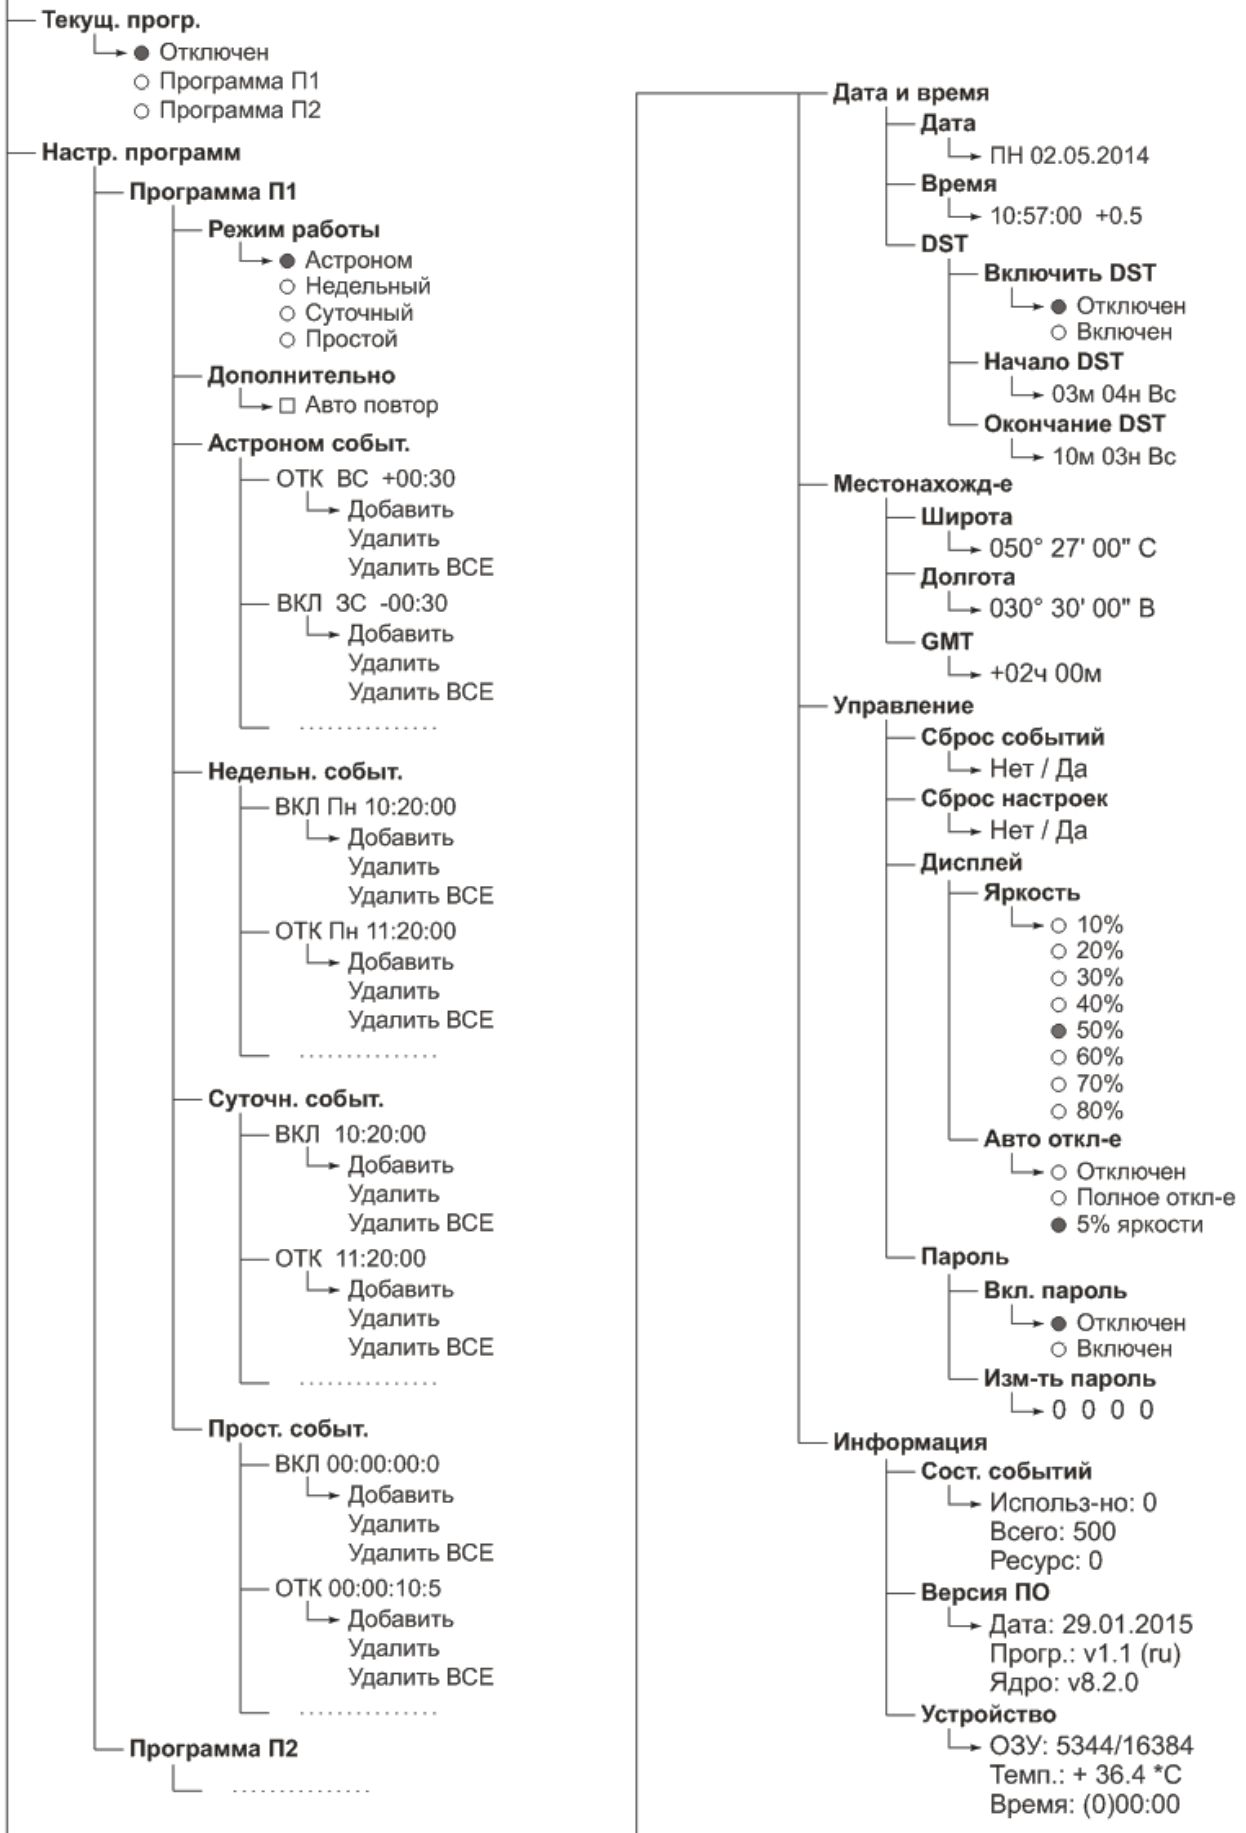 Текущ. прогр.
Отключен
Программа П1
Программа П2
Настр. программ
Программа П1
Режим работы
Астроном
Недельный
Суточный
Простой
Дополнительно
Авто повтор
Астроном событ.
ОТК ВС +00:30
Добавить
Удалить
Удалить ВСЕ
ВКЛ ЗС -00:30
Добавить
Удалить
Удалить ВСЕ
..............
Недельн. событ.
ВКЛ Пн 10:20:00
Добавить
Удалить
Удалить ВСЕ
ОТК Пн 11:20:00
Добавить
Удалить
Удалить ВСЕ
..............
Суточн. событ.
ВКЛ 10:20:00
Добавить
Удалить
Удалить ВСЕ
ОТК 11:20:00
Добавить
Удалить
Удалить ВСЕ
..............
Прост. событ.
ВКЛ 00:00:00:0
Добавить
Удалить
Удалить ВСЕ
ОТК 00:00:10:5
Добавить
Удалить
Удалить ВСЕ
..............
Программа П2
..............
Дата и время
Дата
ПН 02.05.2014
Время
10:57:00 +0.5
DST
Включить DST
Отключен
Включен
Начало DST
03м 04н Вс
Окончание DST
10м 03н Вс
Местонахожд-е
Широта
050° 27' 00" С
Долгота
030° 30' 00" В
GMT
+02ч 00м
Управление
Сброс событий
Нет / Да
Сброс настроек
Нет / Да
Дисплей
Яркость
10%
20%
30%
40%
50%
60%
70%
80%
Авто откл-е
Отключен
Полное откл-е
5% яркости
Пароль
Вкл. пароль
Отключен
Включен
Изм-ть пароль
0 0 0 0
Информация
Сост. событий
Использ-но: 0
Всего: 500
Ресурс: 0
Версия ПО
Дата: 29.01.2015
Прогр.: v1.1 (ru)
Ядро: v8.2.0
Устройство
ОЗУ: 5344/16384
Темп.: + 36.4 *C
Время: (0)00:00